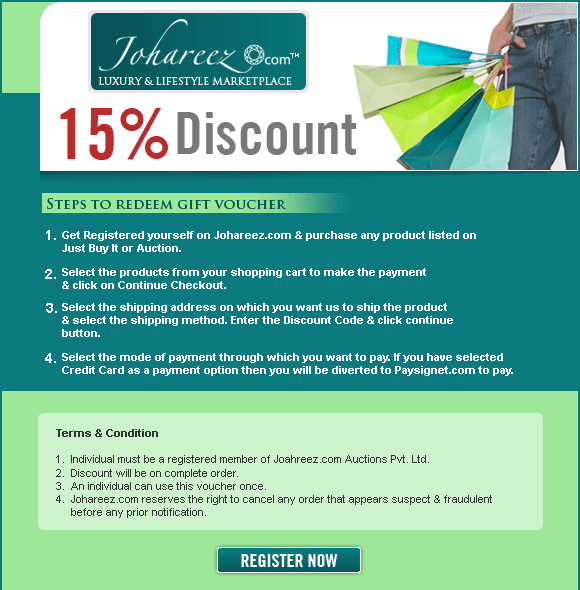 Johareez.com™
LUXURY & LIFESTYLE MARKETPLACE
15% Discount
STEPS TO REDEEM GIFT VOUCHER
1. Get Registered yourself on Johareez.com & purchase any product listed on
Just Buy It or Auction.
2. Select the products from your shopping cart to make the payment
& click on Continue Checkout.
3. Select the shipping address on which you want us to ship the product
& select the shipping method. Enter the Discount Code & click continue
button.
4. Select the mode of payment through which you want to pay. If you have selected
Credit Card as a payment option then you will be diverted to Paysignet.com to pay.
Terms & Condition
1. Individual must be a registered member of Joahreez.com Auctions Pvt. Ltd.
2. Discount will be on complete order.
3. An individual can use this voucher once.
4. Johareez.com reserves the right to cancel any order that appears suspect & fraudulent
before any prior notification.
REGISTER NOW